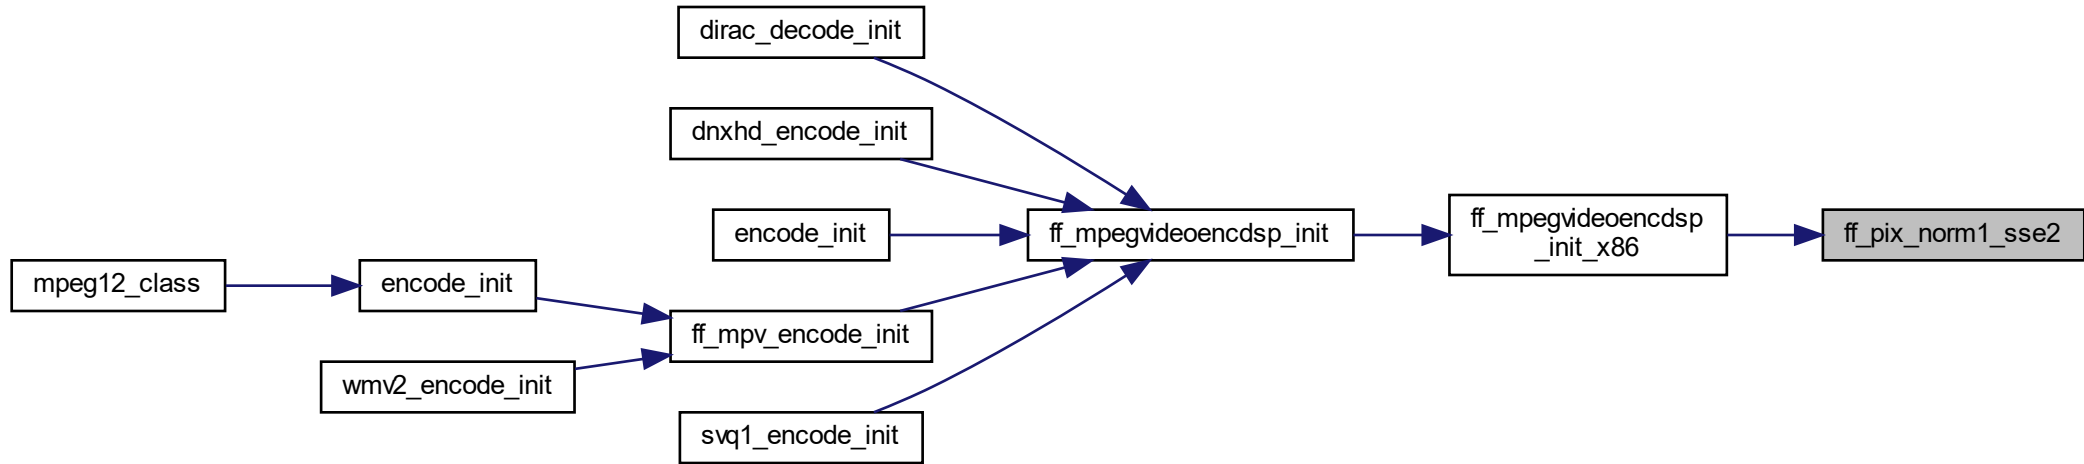 dirac_decode_init
dnxhd_encode_init
encode_init
ff_mpegvideoencdsp_init
ff_mpegvideoencdsp
_init_x86
ff_pix_norm1_sse2
mpeg12_class
encode_init
ff_mpv_encode_init
wmv2_encode_init
svq1_encode_init